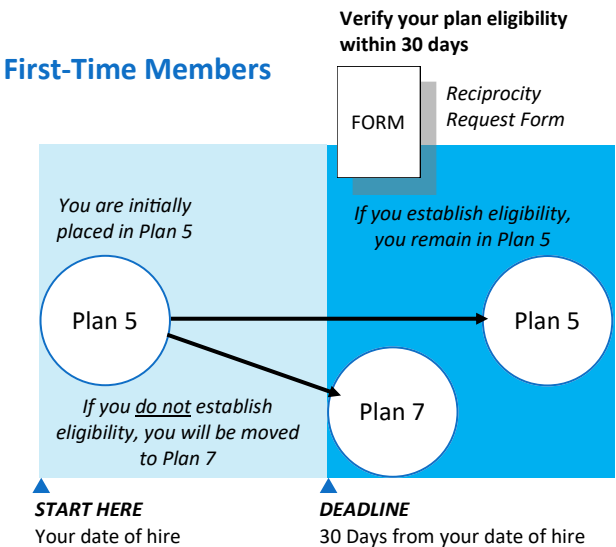 Verify your plan eligibility
within 30 days
First-Time Members
FORM
Reciprocity
Request Form
You are initially
placed in Plan 5
If you establish eligibility,
you remain in Plan 5
Plan 5
Plan 5
Plan 7
If you do not establish
eligibility, you will be moved
to Plan 7
START HERE
Your date of hire
DEADLINE
30 Days from your date of hire